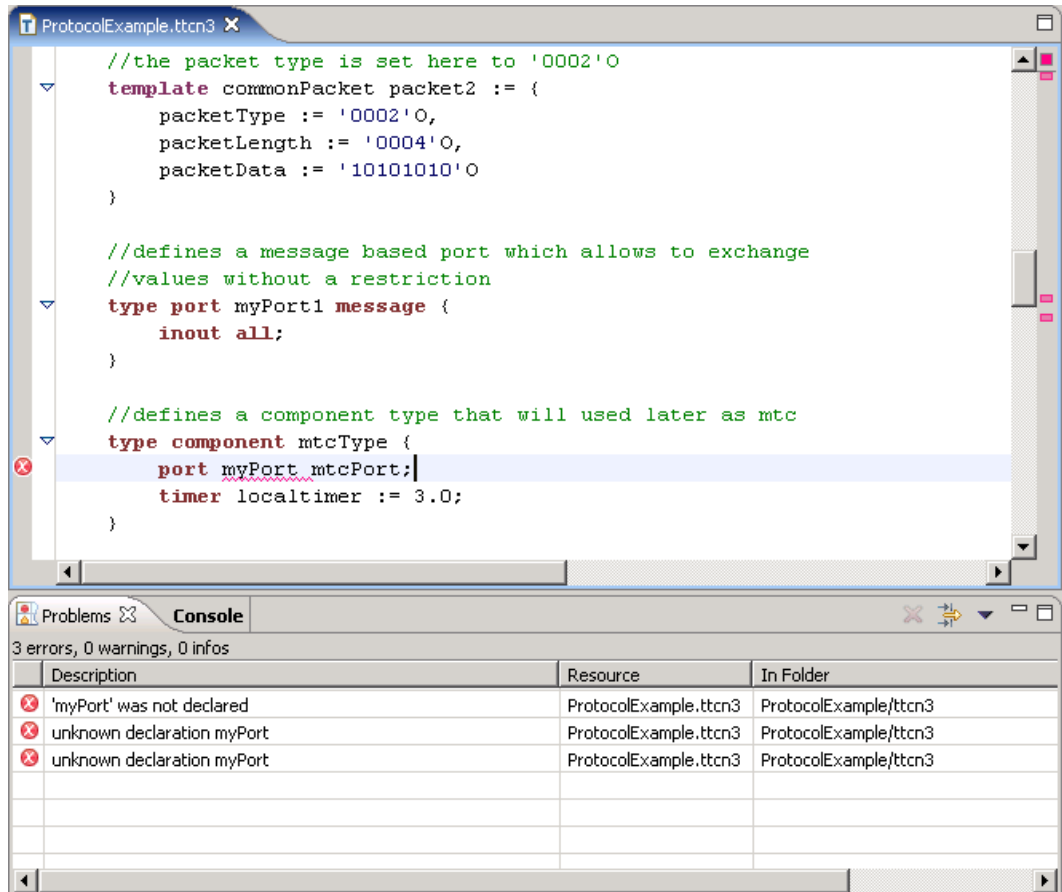 ProtocolExample.ttcn3
//the packet type is set here to '0002'O
template commonPacket packet2 := {
packetType := '0002'O,
packetLength := '0004'O,
packetData := '10101010'O
}
//defines a message based port which allows to exchange
//values without a restriction
type port myPort1 message {
inout all;
}
//defines a component type that will used later as mtc
type component mtcType {
port myPort mtcPort;
timer localtimer := 3.0;
}
Problems Console
3 errors, 0 warnings, 0 infos
Description Resource In Folder
'myPort' was not declared ProtocolExample.ttcn3 ProtocolExample/ttcn3
unknown declaration myPort ProtocolExample.ttcn3 ProtocolExample/ttcn3
unknown declaration myPort ProtocolExample.ttcn3 ProtocolExample/ttcn3